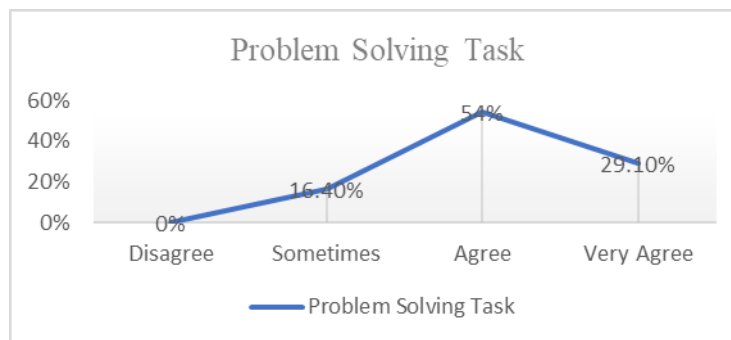 Problem Solving Task
60%
40%
20%
0%
0%
16.40%
54%
29.10%
Disagree Sometimes Agree Very Agree
Problem Solving Task